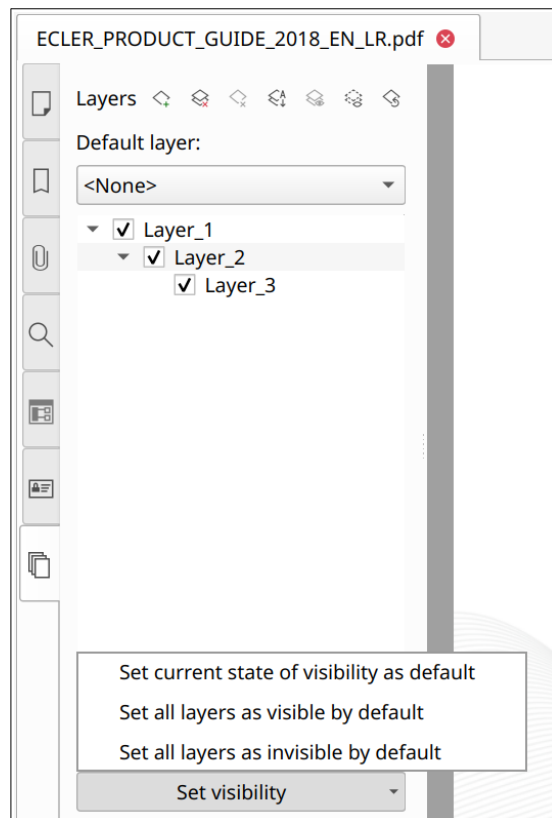 ECLER_PRODUCT_GUIDE_2018_EN_LR.pdf
Layers
Default layer:
<None>
Layer_1
Layer_2
Layer_3
Set current state of visibility as default
Set all layers as visible by default
Set all layers as invisible by default
Set visibility